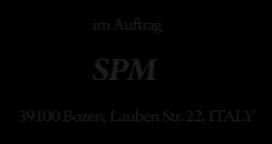 im Auftrag
SPM
39100 Bozen, Lauben Str. 22, ITALY